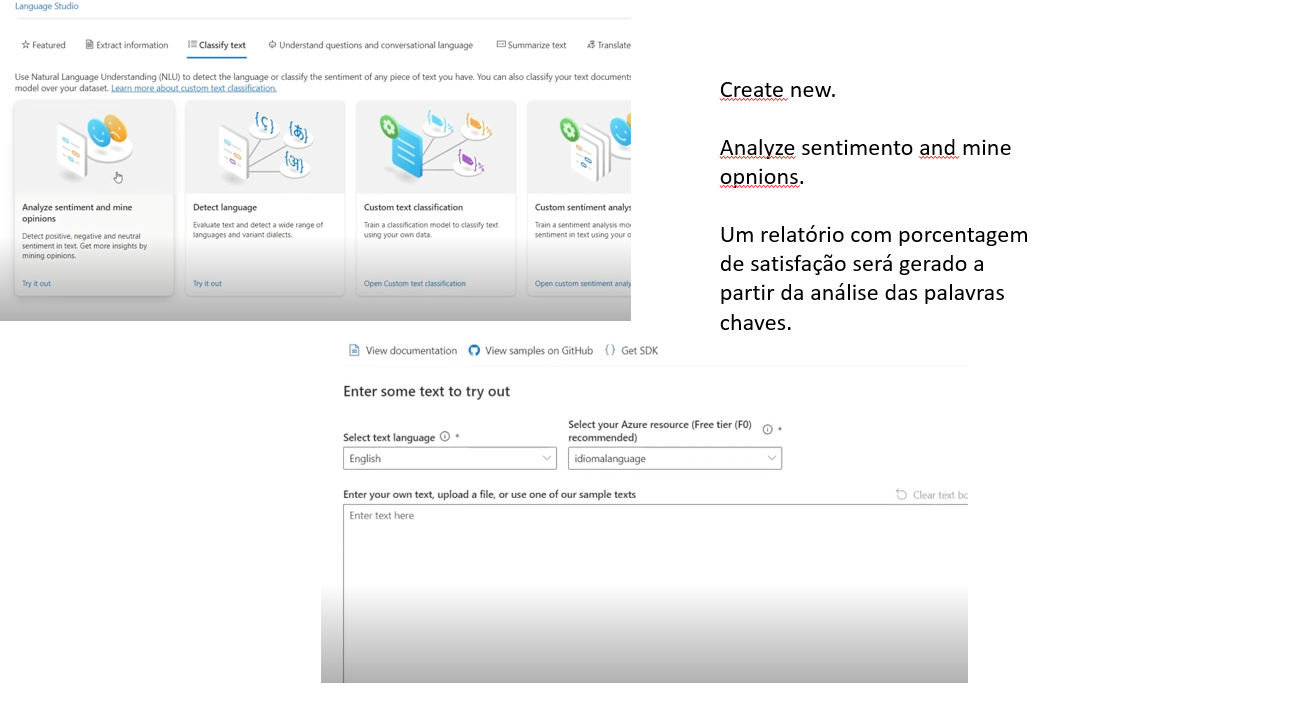 Language Studio
Featured
Extract information
Classify text
Understand questions and conversational language
Summarize text
Translate
Use Natural Language Understanding (NLU) to detect the language or classify the sentiment of any piece of text you have. You can also classify your text documents
model over your dataset. Learn more about custom text classification.
Analyze sentiment and mine
opinions
Detect positive, negative and neutral
sentiment in text. Get more insights by
mining opinions.
Try it out
Detect language
Evaluate text and detect a wide range of
languages and variant dialects.
Try it out
Custom text classification
Train a classification model to classify text
using your own data.
Open Custom text classification
Custom sentiment analys
Train a sentiment analysis mo
sentiment in text using your o
Open custom sentiment analy
Create new.
Analyze sentimento and mine
opnions.
Um relatório com porcentagem
de satisfação será gerado a
partir da análise das palavras
chaves.
View documentation
View samples on GitHub
Get SDK
Enter some text to try out
Select text language *
English
Select your Azure resource (Free tier (F0)
recommended) *
idiomalanguage
Enter your own text, upload a file, or use one of our sample texts
Clear text bo
Enter text here